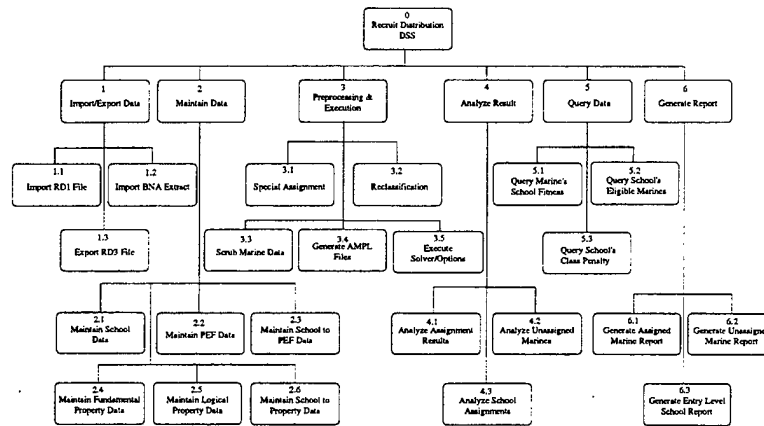 0
Recruit Distribution
DSS
1
Import/Export Data
2
Maintain Data
3
Preprocessing &
Execution
4
Analyze Result
5
Query Data
6
Generate Report
1.1
Import RD1 File
1.2
Import BNA Extract
3.1
Special Assignment
3.2
Reclassification
5.1
Query Marine's
School Fitness
5.2
Query School's
Eligible Marines
1.3
Export RD3 File
3.3
Scrub Marine Data
3.4
Generate AMPL
Files
3.5
Execute
Solver/Options
5.3
Query School's
Class Penalty
2.1
Maintain School
Data
2.2
Maintain PEF Data
2.3
Maintain School to
PEF Data
4.1
Analyze Assignment
Results
4.2
Analyze Unassigned
Marines
6.1
Generate Assigned
Marine Report
6.2
Generate Unassigned
Marine Report
2.4
Maintain Fundamental
Property Data
2.5
Maintain Logical
Property Data
2.6
Maintain School to
Property Data
4.3
Analyze School
Assignments
6.3
Generate Entry Level
School Report